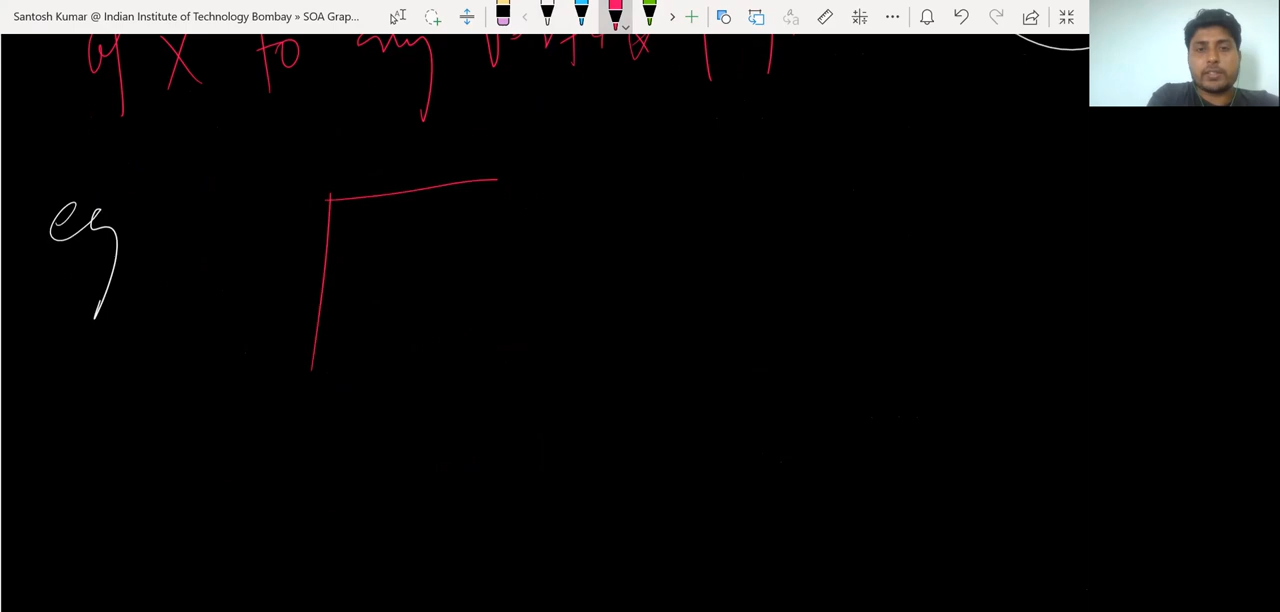 Santosh Kumar @ Indian Institute of Technology Bombay » SOA Grap...
of X to any
eg